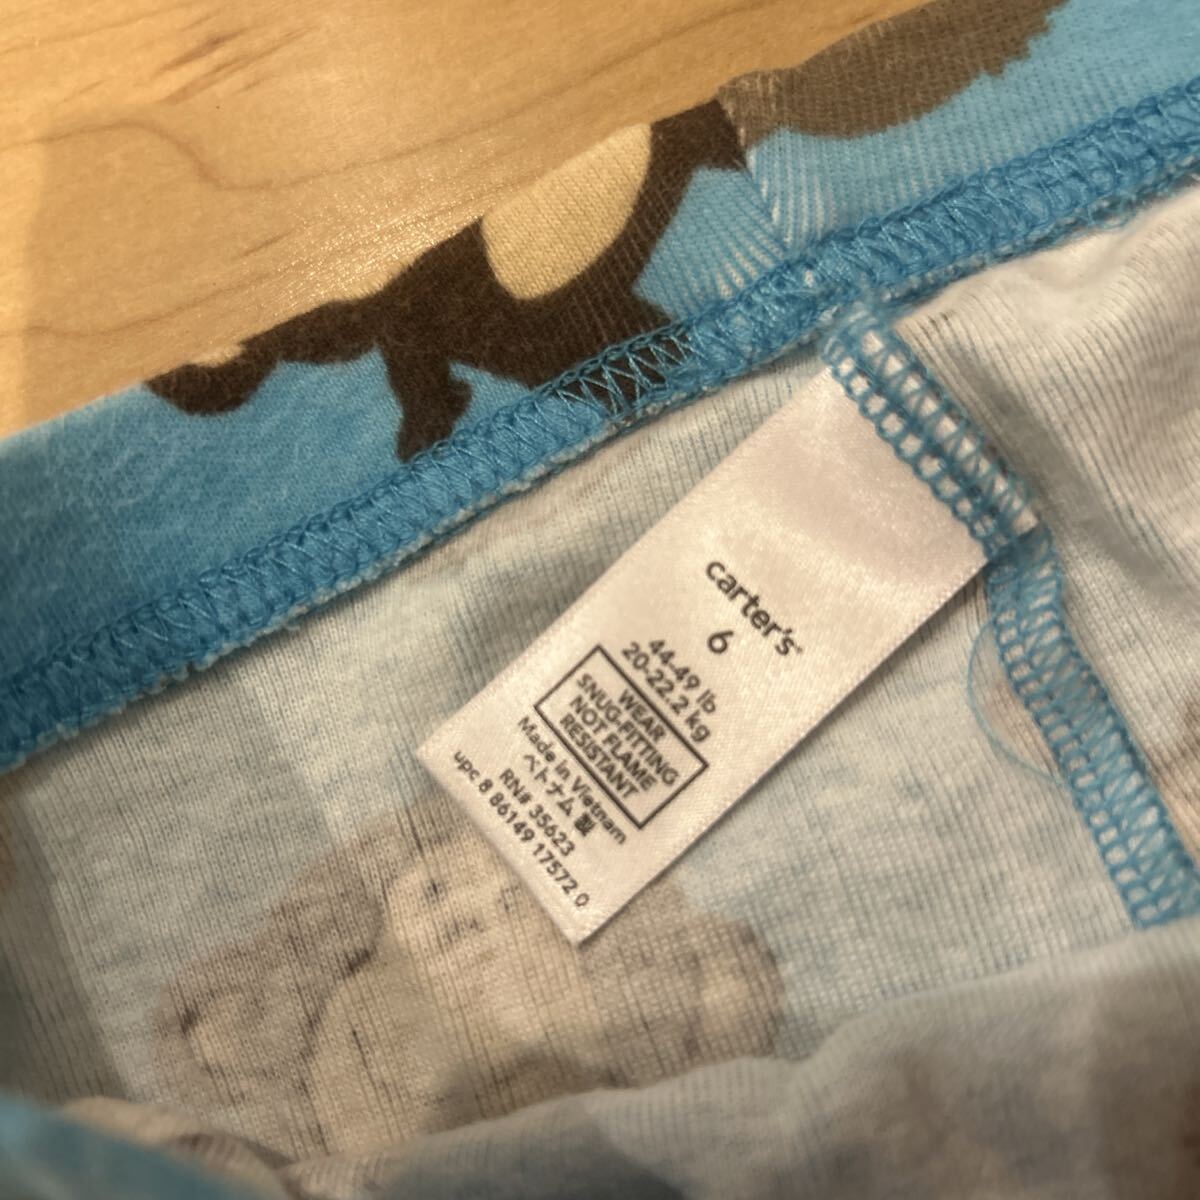 carter's
6
44-49 lb
20-22.2 kg
WEAR
SNUG-FITTING
NOT FLAME
RESISTANT
Made in Vietnam
ベトナム 製
RN# 35623
upc 8 86149 17572 0